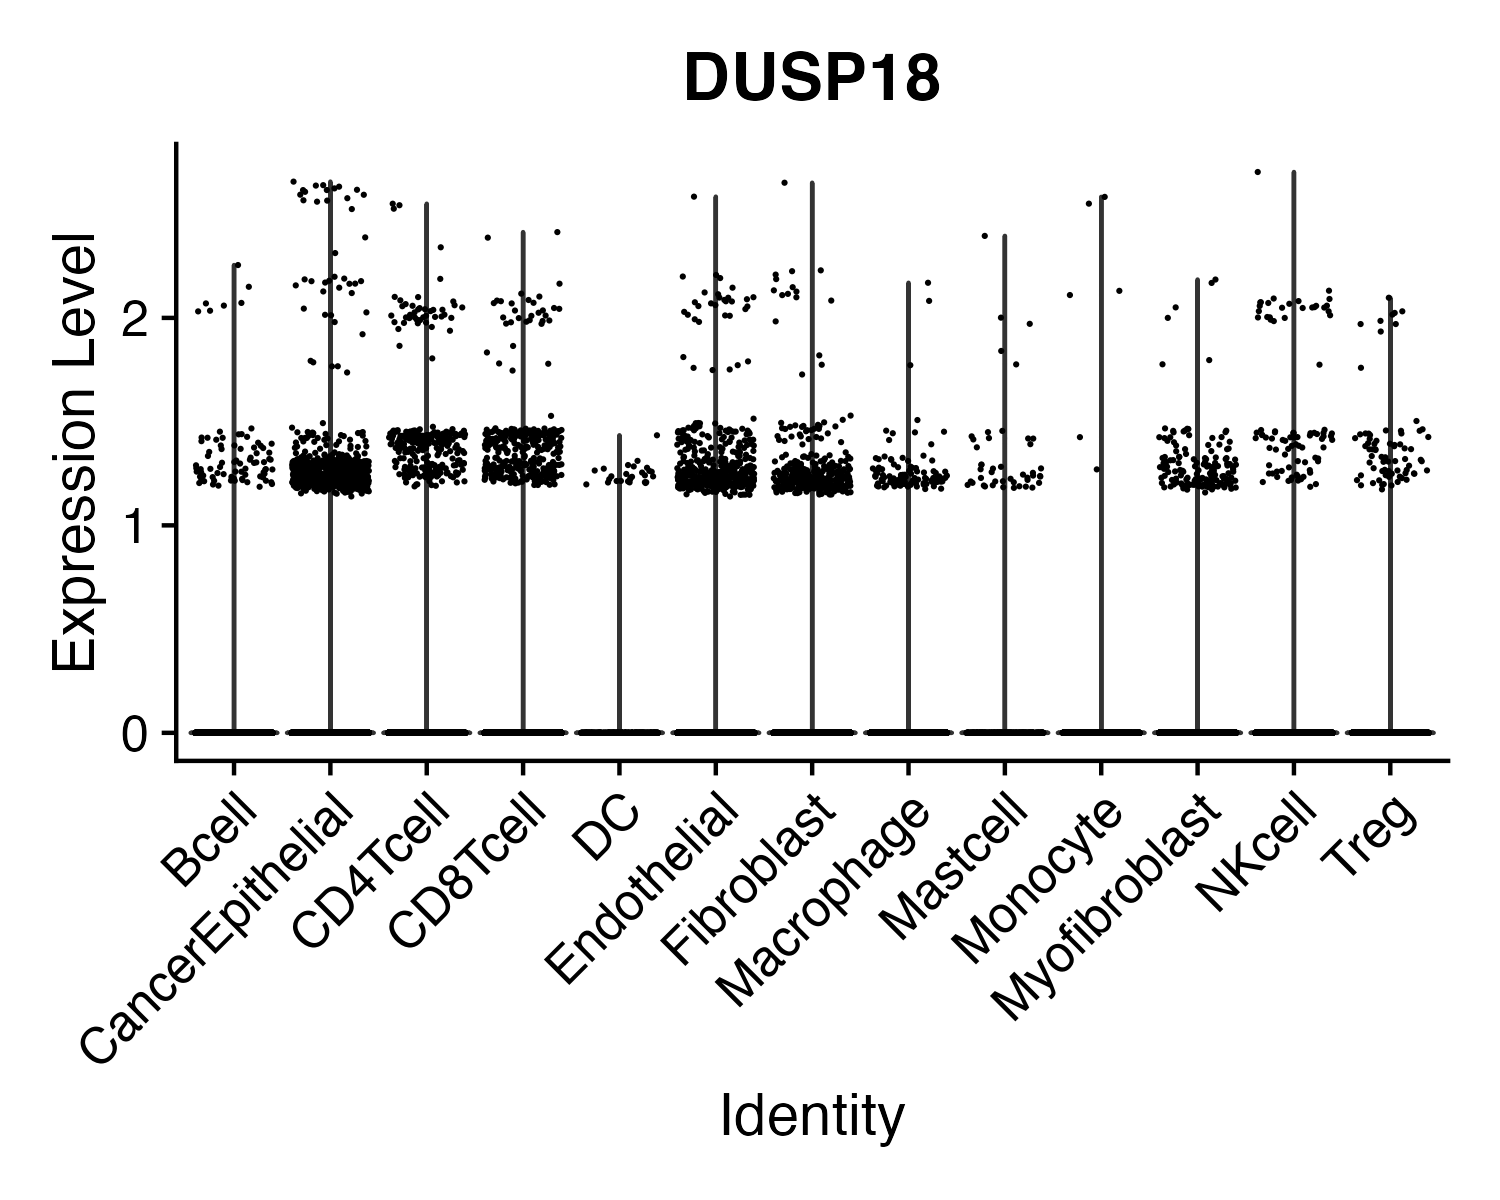 DUSP18
Expression Level
2
1
0
Bcell
CancerEpithelial
CD4Tcell
CD8Tcell
DC
Endothelial
Fibroblast
Macrophage
Mastcell
Monocyte
Myofibroblast
NKcell
Treg
Identity